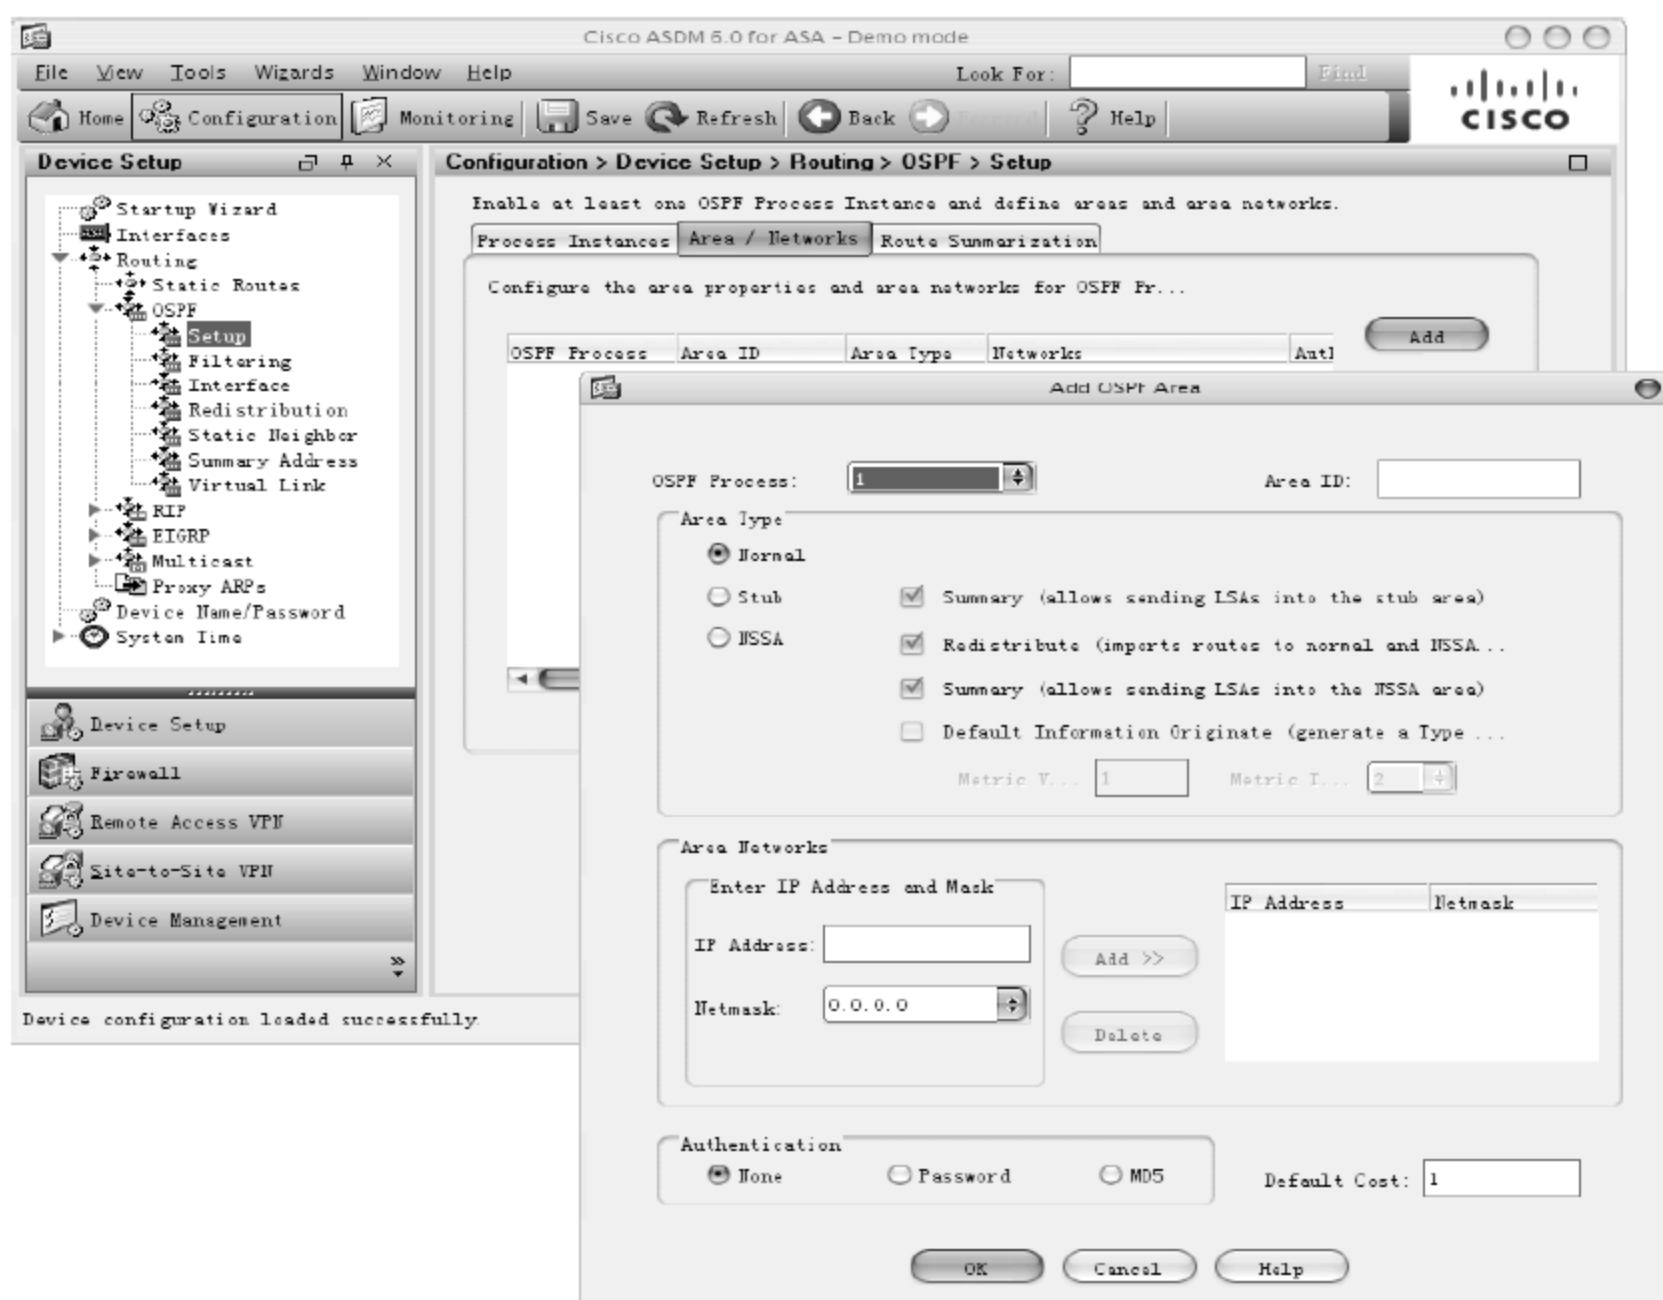 Cisco ASDM 6.0 for ASA - Demo mode
File View Tools Wizards Window Help Look For: Find
Home Configuration Monitoring Save Refresh Back Forward Help
CISCO
Device Setup
Configuration > Device Setup > Routing > OSPF > Setup
Startup Wizard
Interfaces
Routing
Static Routes
OSPF
Setup
Filtering
Interface
Redistribution
Static Neighbor
Summary Address
Virtual Link
RIP
EIGRP
Multicast
Proxy ARPs
Device Name/Password
System Time
Device Setup
Firewall
Remote Access VPN
Site-to-Site VPN
Device Management
Device configuration loaded successfully.
Enable at least one OSPF Process Instance and define areas and area networks.
Process Instances Area / Networks Route Summarization
Configure the area properties and area networks for OSPF Pr...
Add
OSPF Process Area ID Area Type Networks Autl
Add OSPF Area
OSPF Process: 1 Area ID:
Area Type
Normal
Stub Summary (allows sending LSAs into the stub area)
NSSA Redistribute (imports routes to normal and NSSA...
Summary (allows sending LSAs into the NSSA area)
Default Information Originate (generate a Type ...
Metric V... 1 Metric T... 2
Area Networks
Enter IP Address and Mask
IP Address:
Netmask: 0.0.0.0
Add >>
Delete
IP Address Netmask
Authentication
None Password MD5
Default Cost: 1
OK Cancel Help